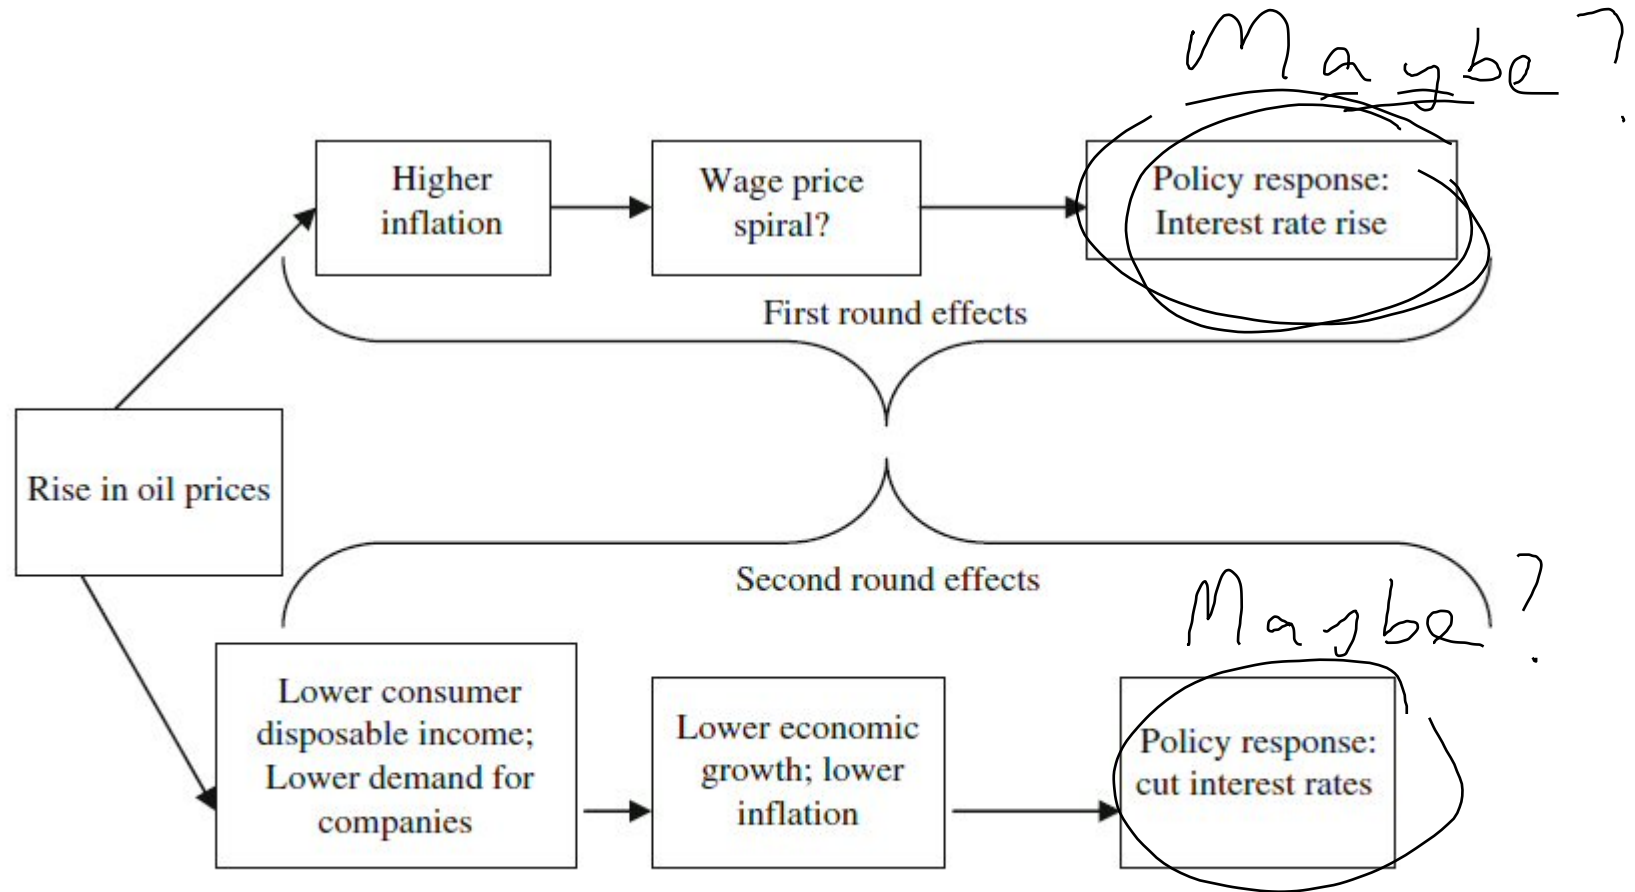 Maybe?
Higher
inflation
Wage price
spiral?
Policy response:
Interest rate rise
First round effects
Rise in oil prices
Second round effects
Maybe?
Lower consumer
disposable income;
Lower demand for
companies
Lower economic
growth; lower
inflation
Policy response:
cut interest rates